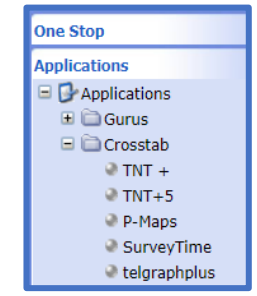 One Stop
Applications
Applications
Gurus
Crosstab
TNT +
TNT+5
P-Maps
SurveyTime
telgraphplus